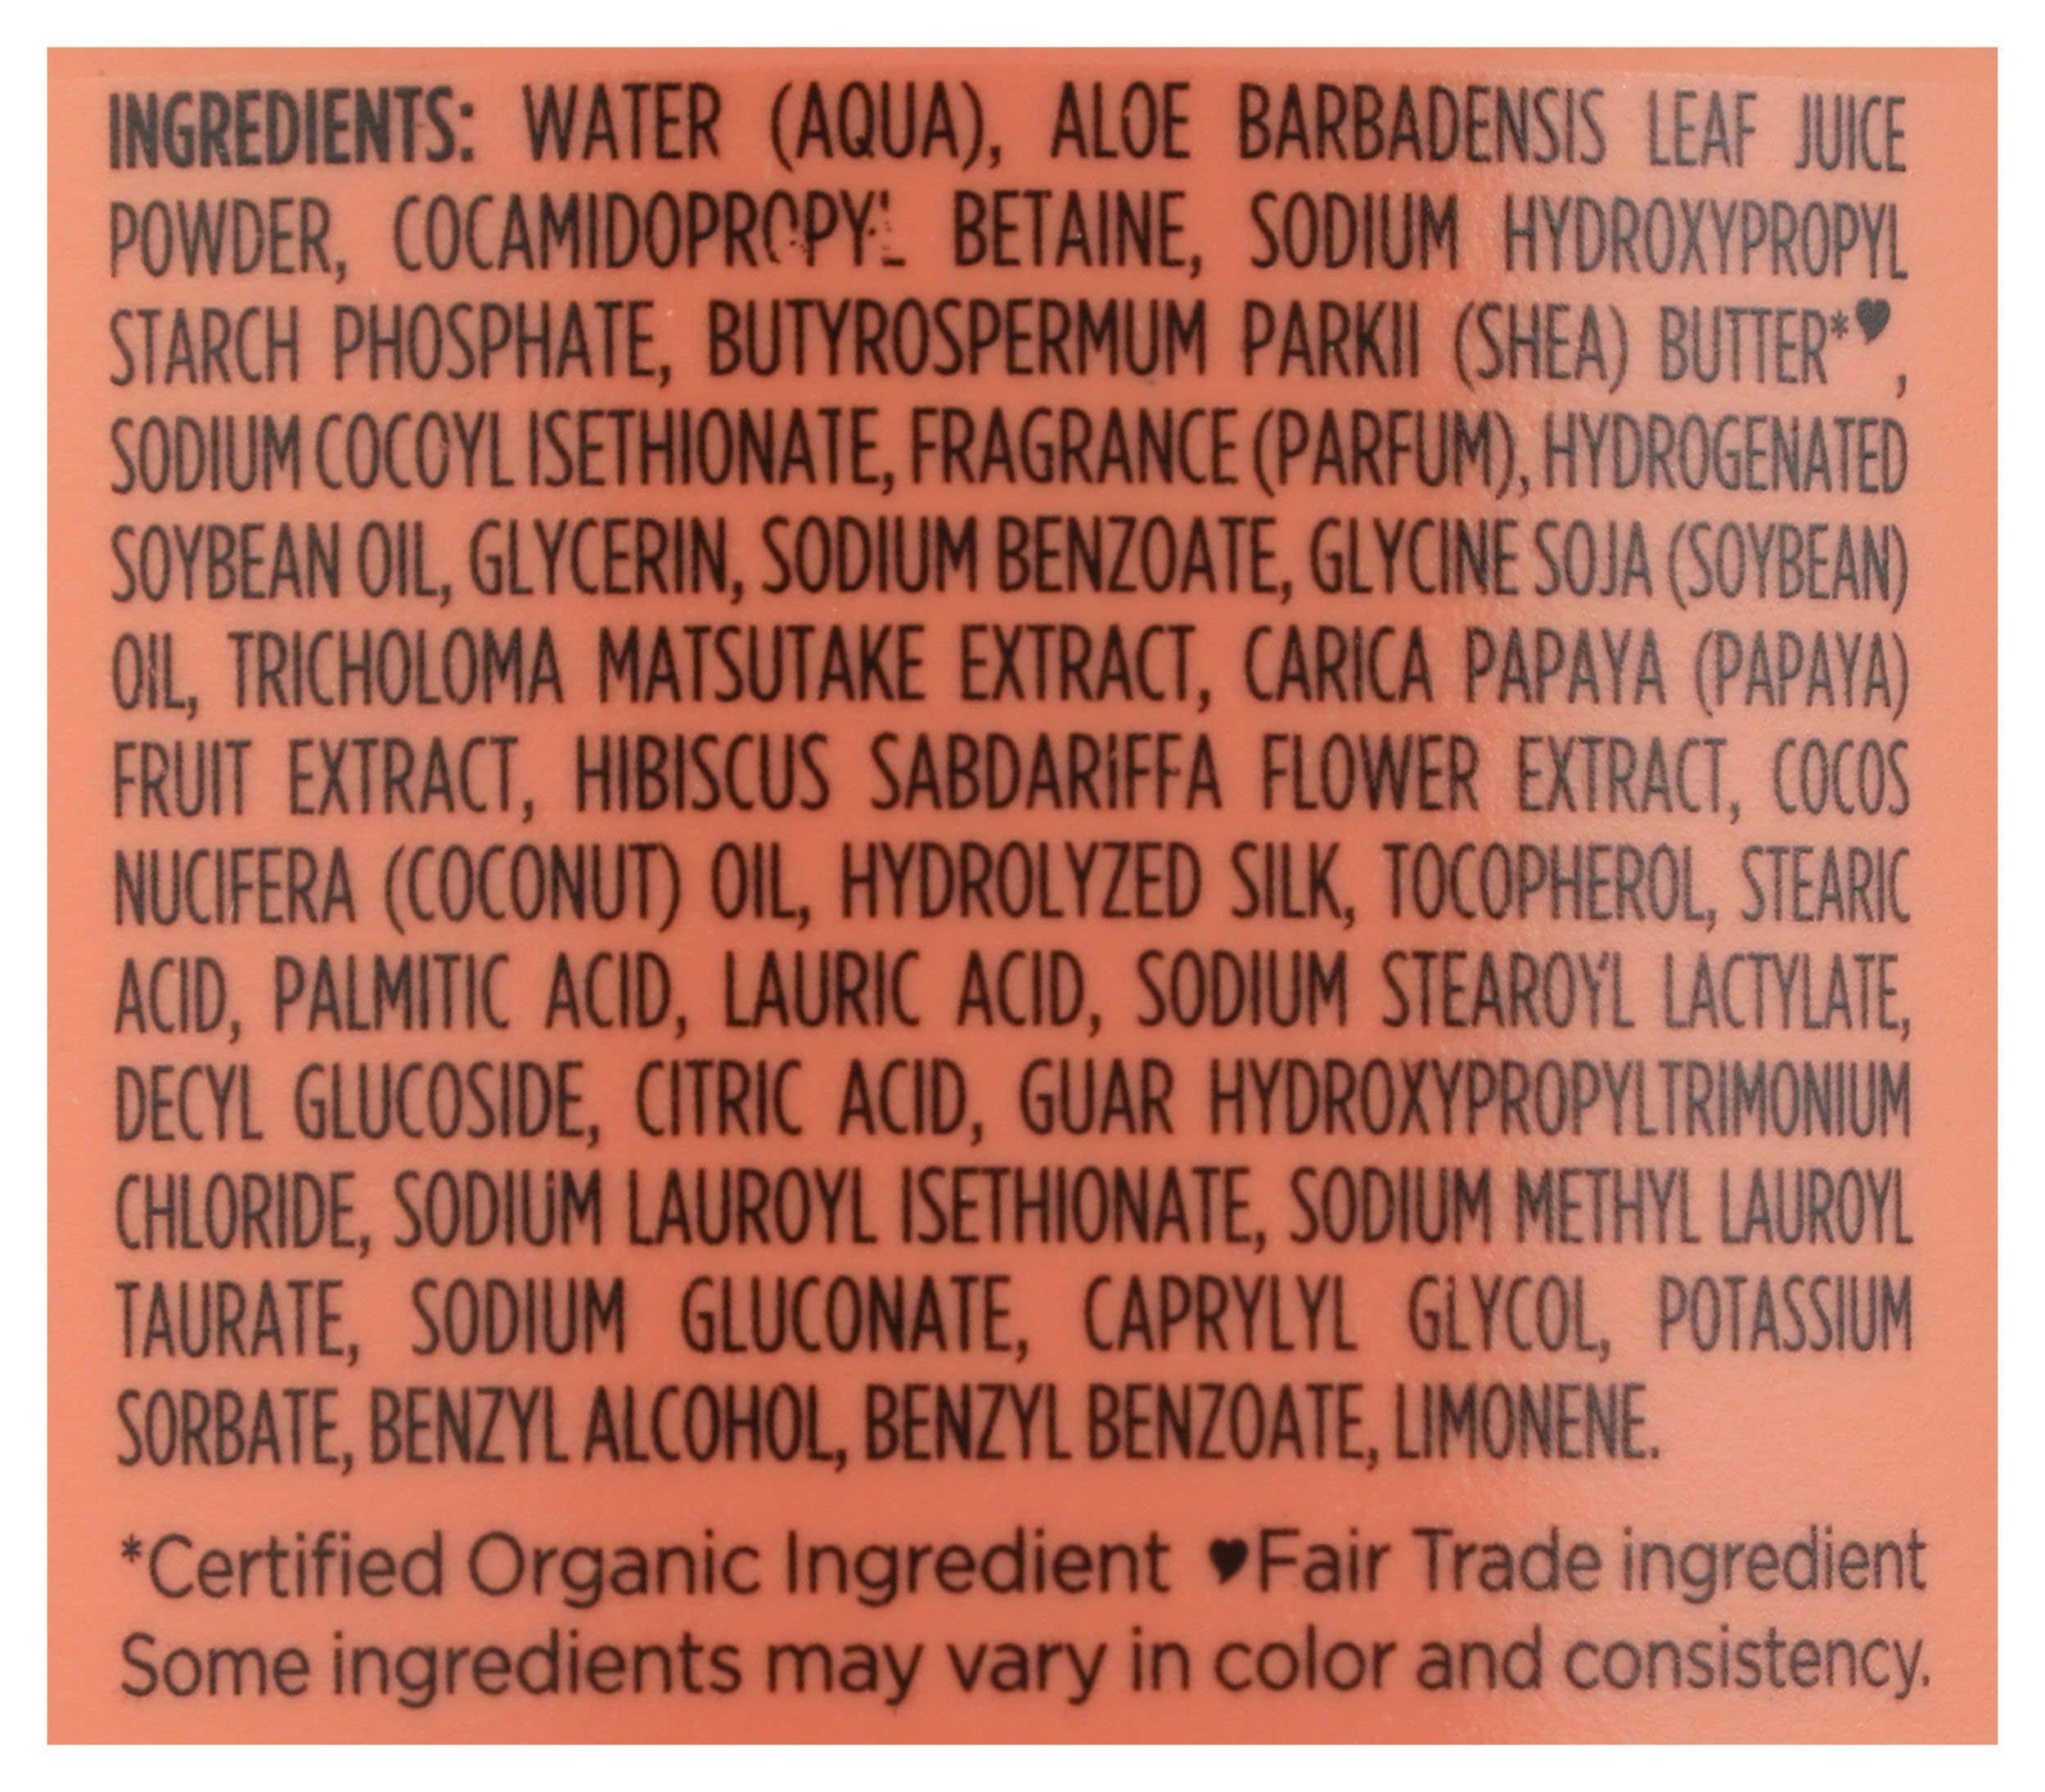 INGREDIENTS: WATER (AQUA), ALOE BARBADENSIS LEAF JUICE
POWDER, COCAMIDOPROPYL BETAINE, SODIUM HYDROXYPROPYL
STARCH PHOSPHATE, BUTYROSPERMUM PARKII (SHEA) BUTTER*♥,
SODIUM COCOYL ISETHIONATE, FRAGRANCE (PARFUM), HYDROGENATED
SOYBEAN OIL, GLYCERIN, SODIUM BENZOATE, GLYCINE SOJA (SOYBEAN)
OIL, TRICHOLOMA MATSUTAKE EXTRACT, CARICA PAPAYA (PAPAYA)
FRUIT EXTRACT, HIBISCUS SABDARIFFA FLOWER EXTRACT, COCOS
NUCIFERA (COCONUT) OIL, HYDROLYZED SILK, TOCOPHEROL, STEARIC
ACID, PALMITIC ACID, LAURIC ACID, SODIUM STEAROYL LACTYLATE,
DECYL GLUCOSIDE, CITRIC ACID, GUAR HYDROXYPROPYLTRIMONIUM
CHLORIDE, SODIUM LAUROYL ISETHIONATE, SODIUM METHYL LAUROYL
TAURATE, SODIUM GLUCONATE, CAPRYLYL GLYCOL, POTASSIUM
SORBATE, BENZYL ALCOHOL, BENZYL BENZOATE, LIMONENE.
*Certified Organic Ingredient ♥Fair Trade ingredient
Some ingredients may vary in color and consistency.